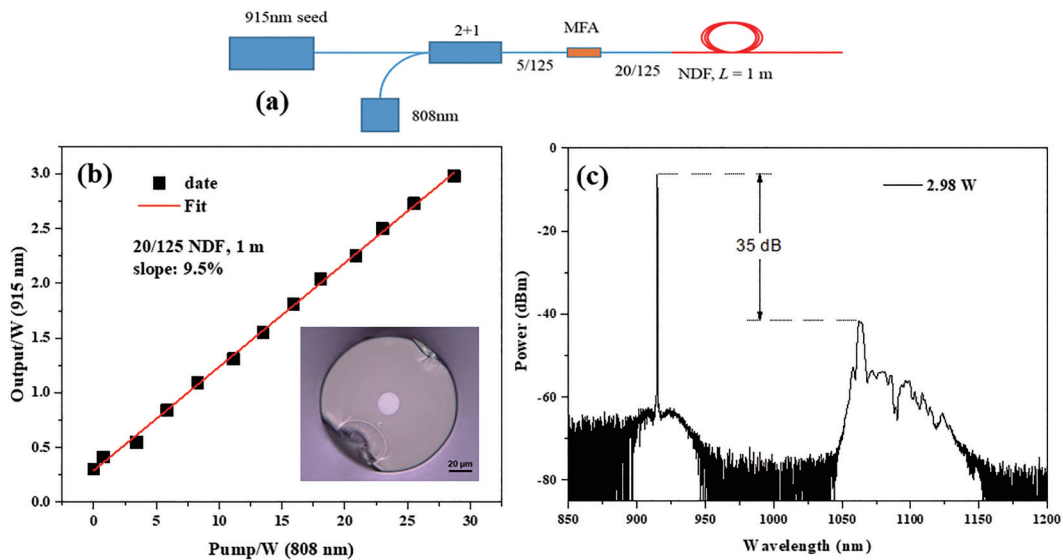 915nm seed
2+1
MFA
5/125
20/125
NDF, L = 1 m
808nm
(a)
(b)
date
Fit
20/125 NDF, 1 m
slope: 9.5%
20 μm
Output/W (915 nm)
3.0
2.5
2.0
1.5
1.0
0.5
0.0
0 5 10 15 20 25 30
Pump/W (808 nm)
(c)
2.98 W
35 dB
Power (dBm)
0
-20
-40
-60
-80
850 900 950 1000 1050 1100 1150 1200
Wavelength (nm)